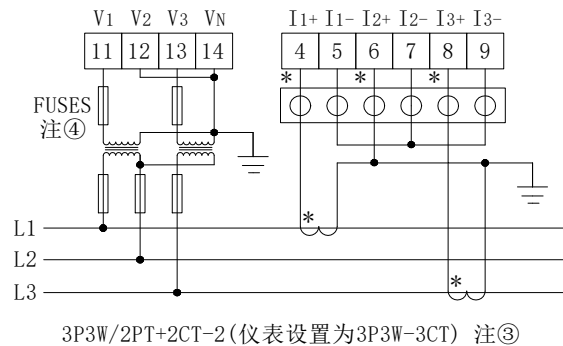 V1 V2 V3 VN I1+ I1- I2+ I2- I3+ I3-
11 12 13 14 4 5 6 7 8 9
* * *
FUSES
注④
*
L1
L2
*
L3
3P3W/2PT+2CT-2(仪表设置为3P3W-3CT) 注③